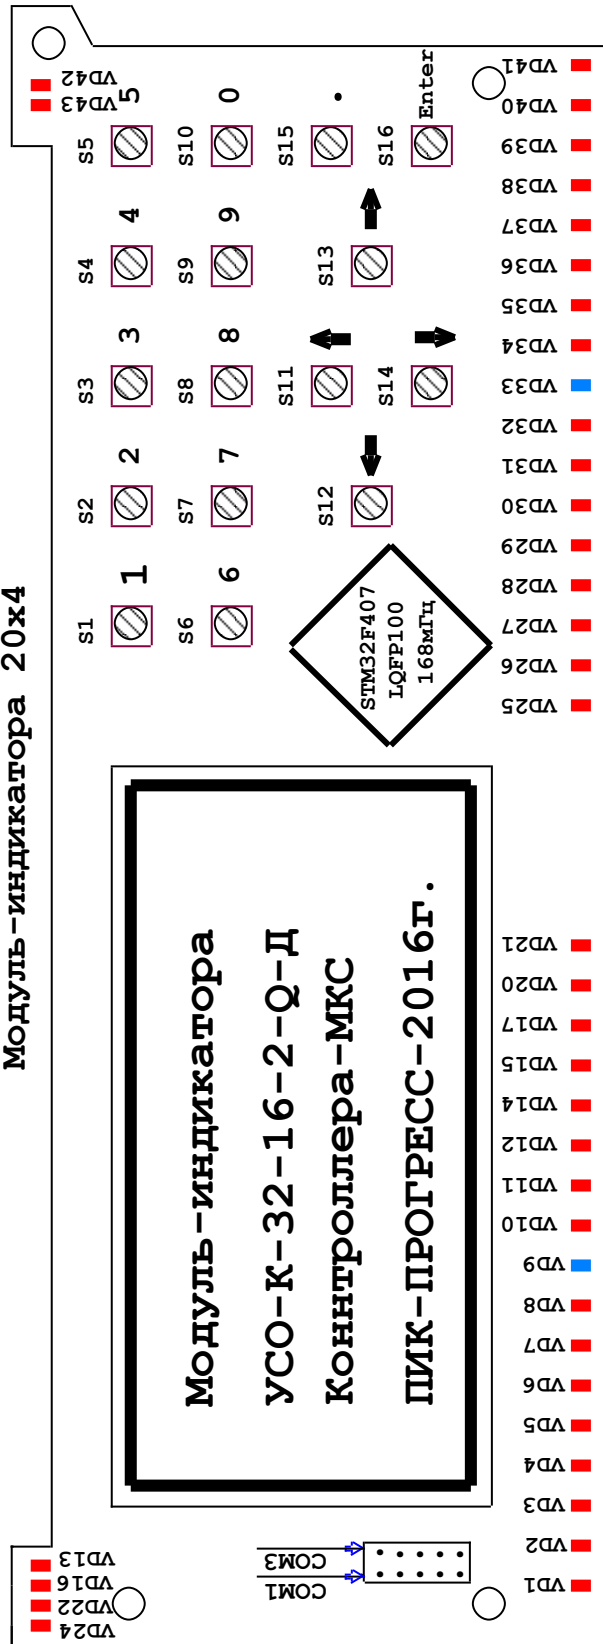 Модуль-индикатора 20x4
VD42
VD43
5
0
.
Enter
S5
S10
S15
S16
4
9
S4
S9
S13
3
8
S3
S8
S11
S14
2
7
S2
S7
S12
1
6
S1
S6
STM32F407
LQFP100
168мГц
Модуль-индикатора
УСО-К-32-16-2-Q-Д
Коннтроллера-МКС
ПИК-ПРОГРЕСС-2016г.
VD41
VD40
VD39
VD38
VD37
VD36
VD35
VD34
VD33
VD32
VD31
VD30
VD29
VD28
VD27
VD26
VD25
VD21
VD20
VD17
VD15
VD14
VD12
VD11
VD10
VD9
VD8
VD7
VD6
VD5
VD4
VD3
VD2
VD1
VD13
VD16
VD22
VD24
COM3
COM1